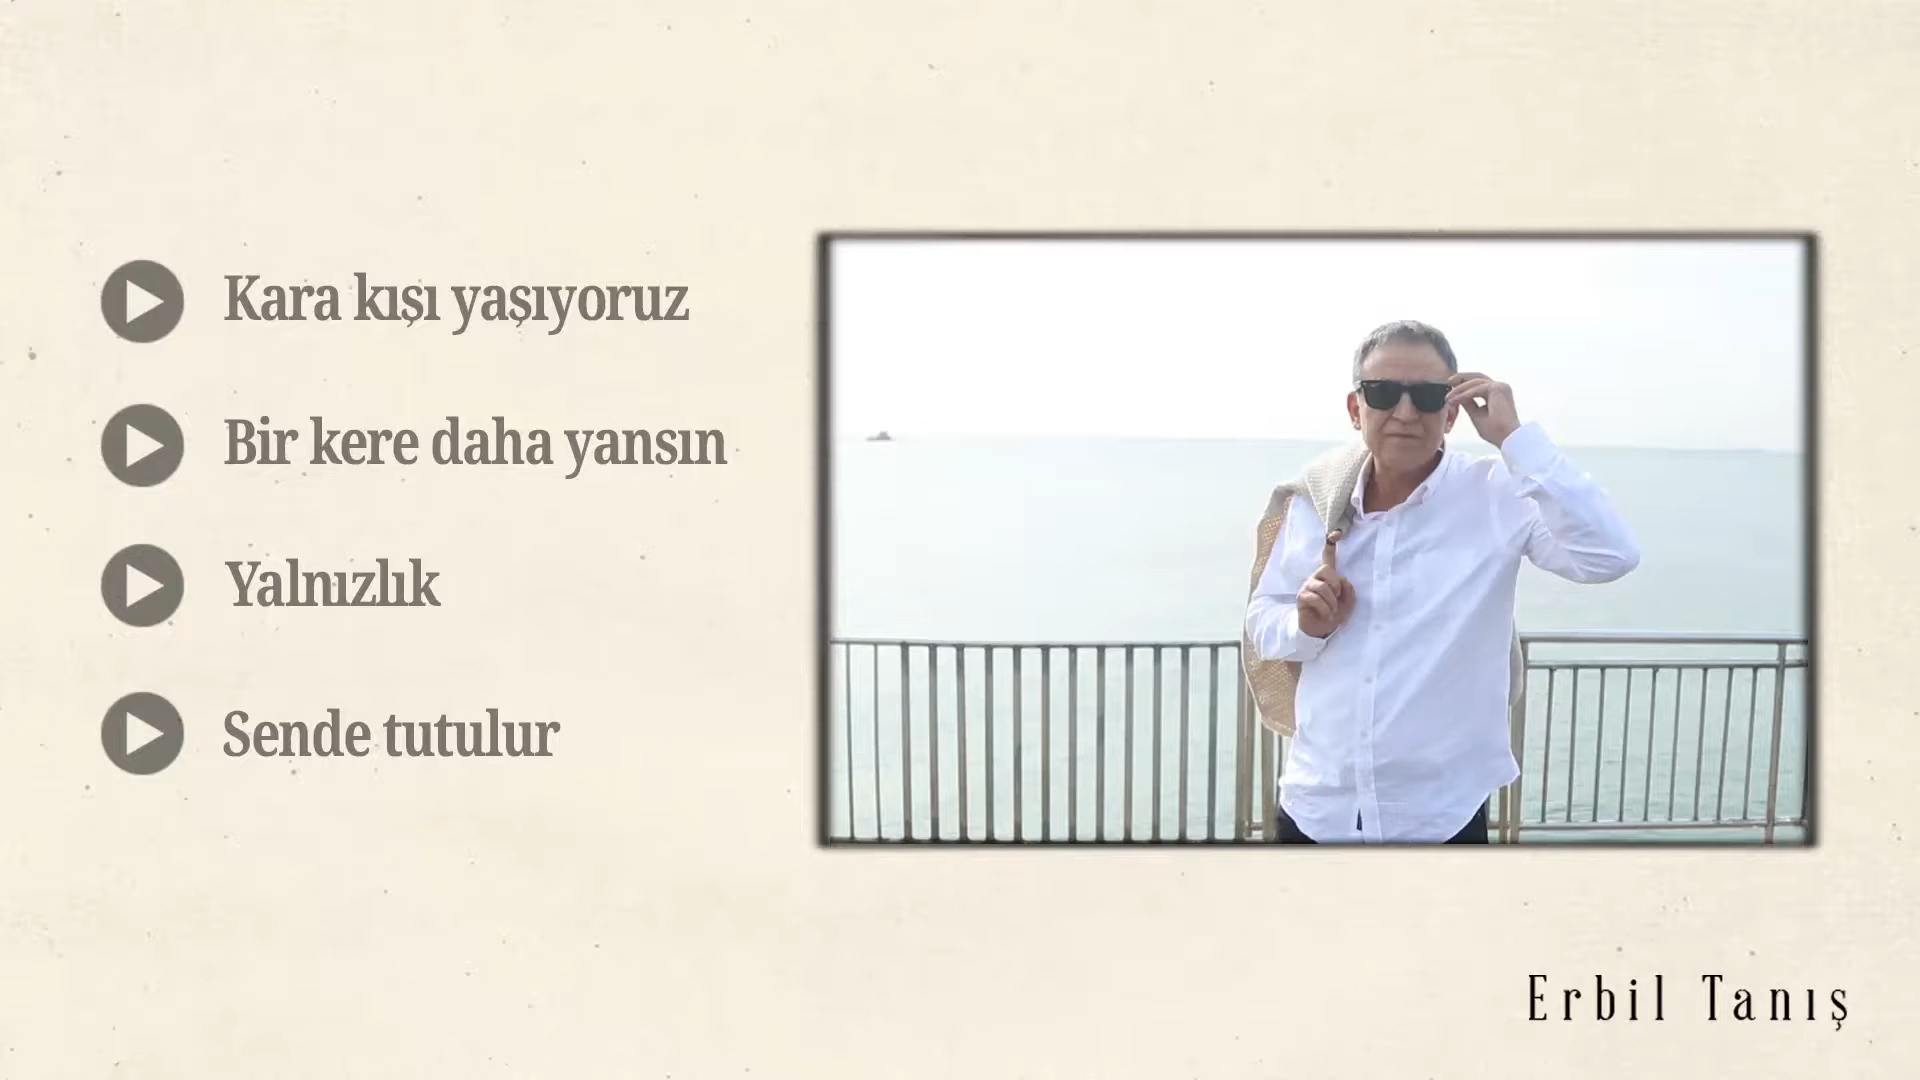 Kara kışı yaşıyoruz
Bir kere daha yansın
Yalnızlık
Sende tutulur
Erbil Tanış